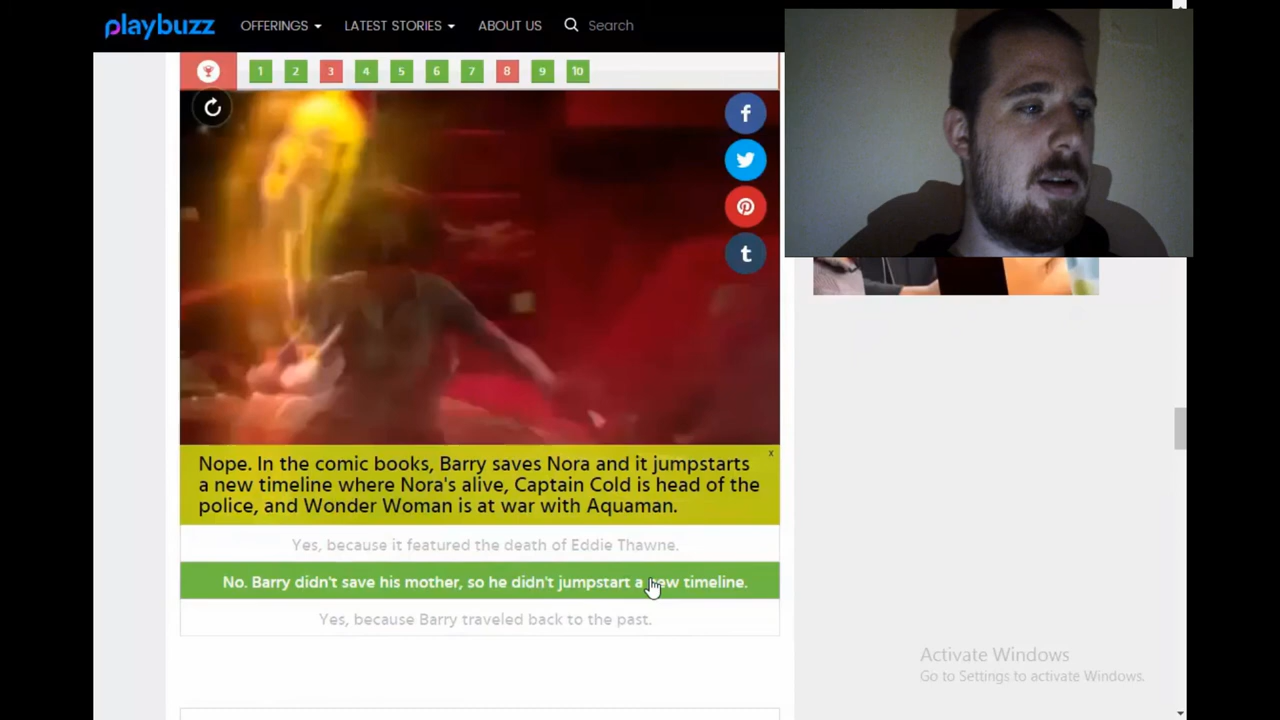 playbuzz OFFERINGS LATEST STORIES ABOUT US Search
1 2 3 4 5 6 7 8 9 10
f
t
Nope. In the comic books, Barry saves Nora and it jumpstarts
a new timeline where Nora's alive, Captain Cold is head of the
police, and Wonder Woman is at war with Aquaman.
x
Yes, because it featured the death of Eddie Thawne.
No. Barry didn't save his mother, so he didn't jumpstart a new timeline.
Yes, because Barry traveled back to the past.
Activate Windows
Go to Settings to activate Windows.